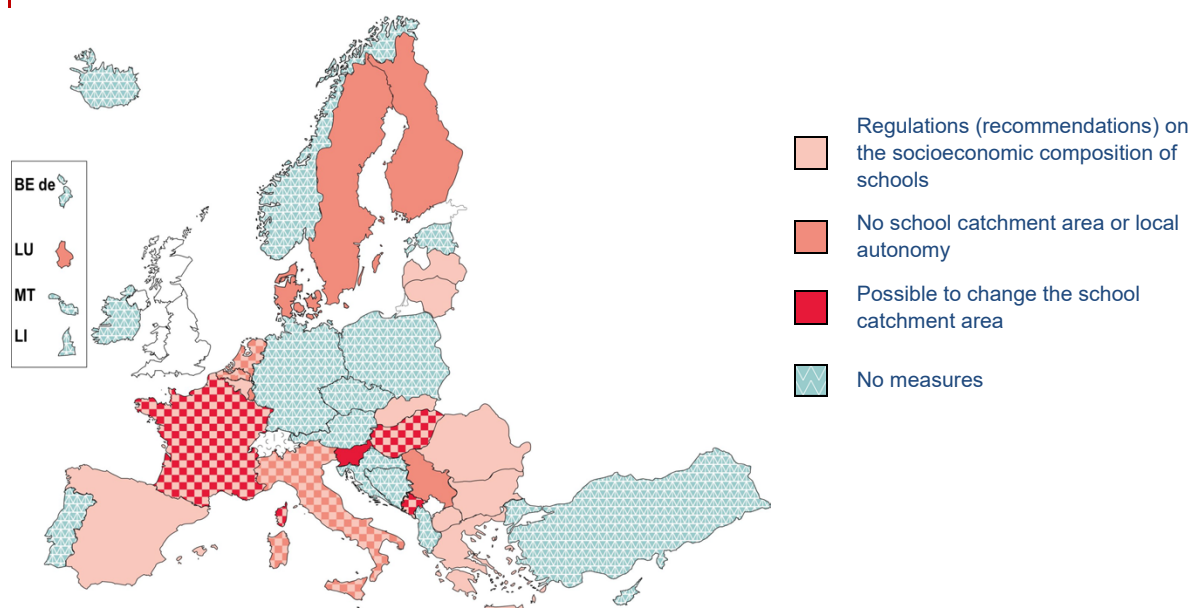 BE de
LU
MT
LI
Regulations (recommendations) on
the socioeconomic composition of
schools
No school catchment area or local
autonomy
Possible to change the school
catchment area
No measures